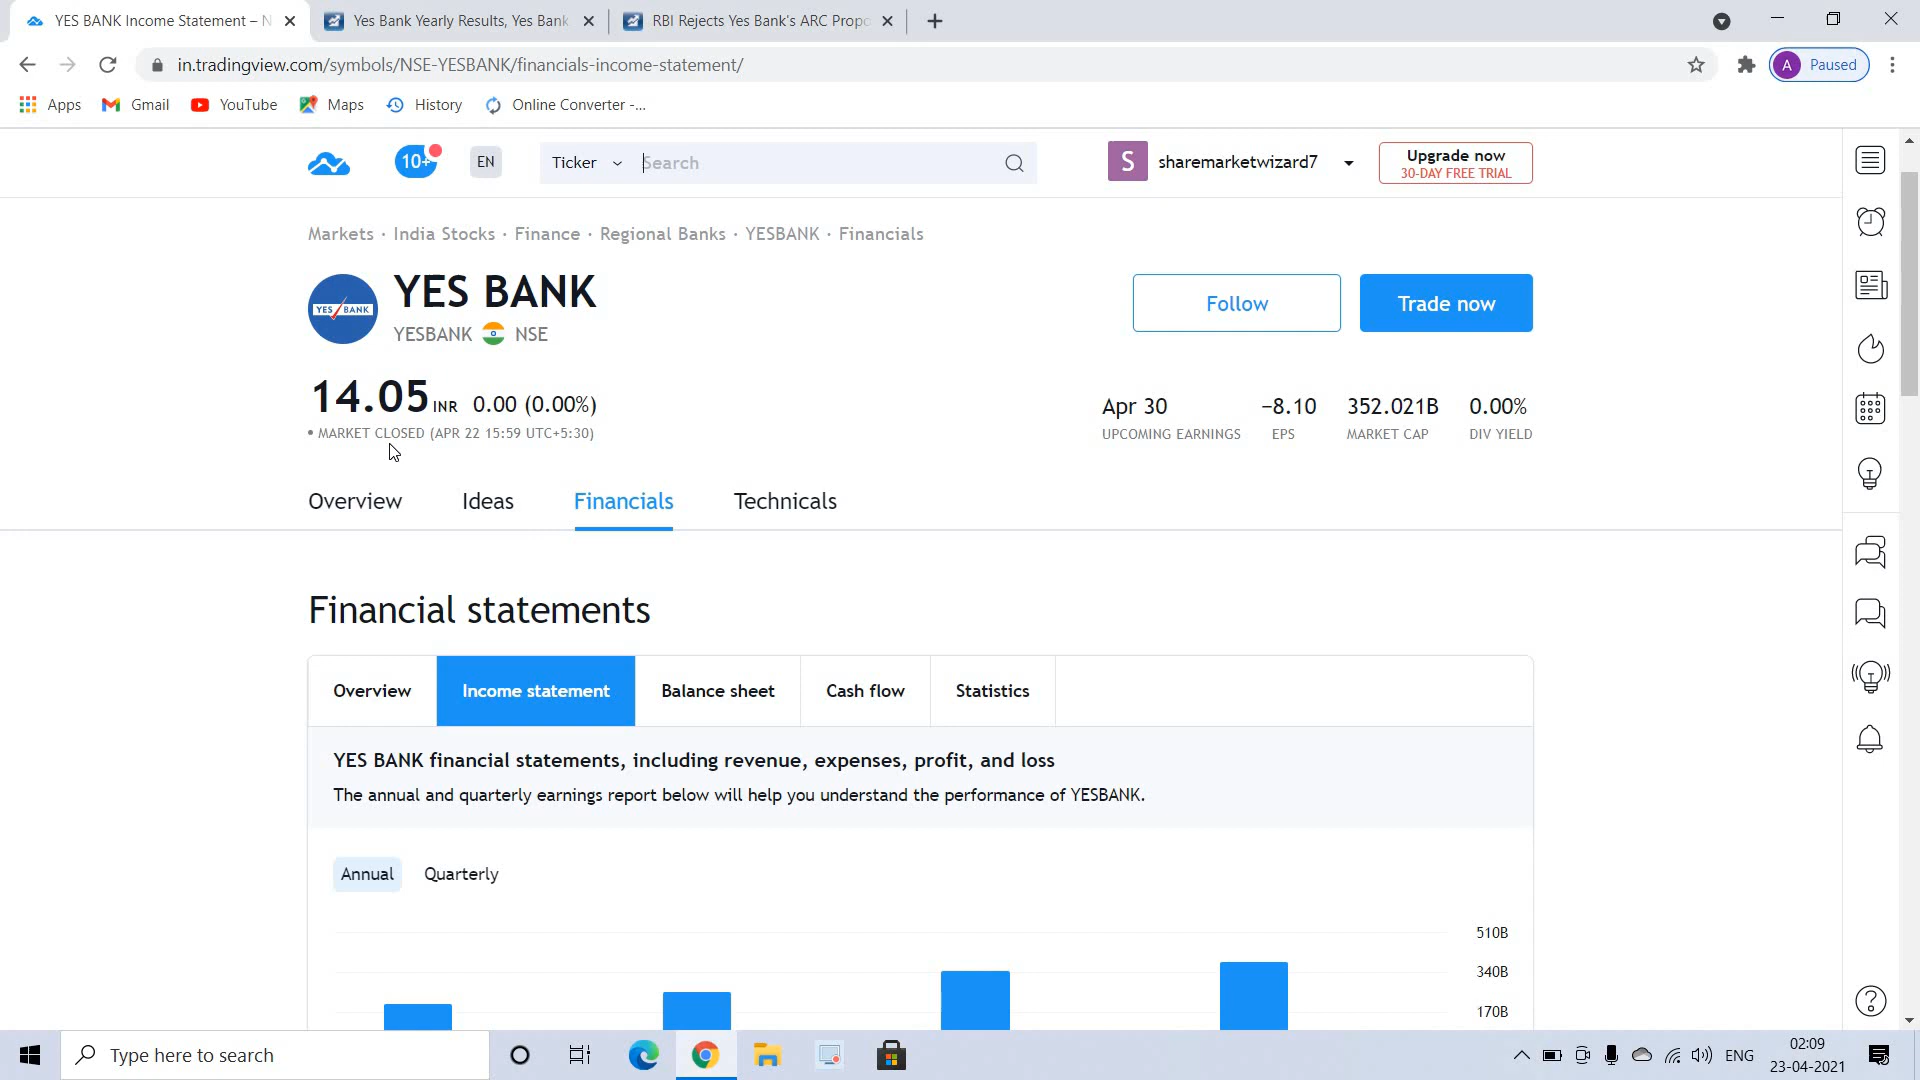 YES BANK Income Statement – N
Yes Bank Yearly Results, Yes Bank
RBI Rejects Yes Bank's ARC Propo
in.tradingview.com/symbols/NSE-YESBANK/financials-income-statement/
A Paused
Apps Gmail YouTube Maps History Online Converter -...
10+ EN Ticker Search
S sharemarketwizard7
Upgrade now
30-DAY FREE TRIAL
Markets · India Stocks · Finance · Regional Banks · YESBANK · Financials
YES BANK
YES BANK
YESBANK NSE
Follow
Trade now
14.05 INR 0.00 (0.00%)
• MARKET CLOSED (APR 22 15:59 UTC+5:30)
Apr 30 −8.10 352.021B 0.00%
UPCOMING EARNINGS EPS MARKET CAP DIV YIELD
Overview Ideas Financials Technicals
Financial statements
Overview Income statement Balance sheet Cash flow Statistics
YES BANK financial statements, including revenue, expenses, profit, and loss
The annual and quarterly earnings report below will help you understand the performance of YESBANK.
Annual Quarterly
510B
340B
170B
Type here to search
ENG
02:09
23-04-2021